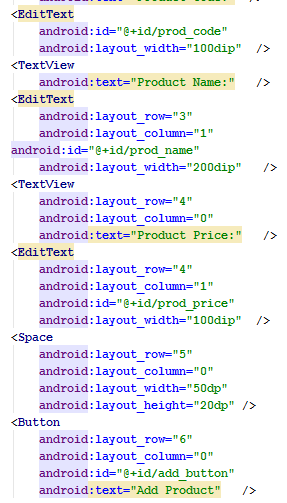 <EditText
android:id="@+id/prod_code"
android:layout_width="100dip" />
<TextView
android:text="Product Name:" />
<EditText
android:layout_row="3"
android:layout_column="1"
android:id="@+id/prod_name"
android:layout_width="200dip" />
<TextView
android:layout_row="4"
android:layout_column="0"
android:text="Product Price:" />
<EditText
android:layout_row="4"
android:layout_column="1"
android:id="@+id/prod_price"
android:layout_width="100dip" />
<Space
android:layout_row="5"
android:layout_column="0"
android:layout_width="50dp"
android:layout_height="20dp" />
<Button
android:layout_row="6"
android:layout_column="0"
android:id="@+id/add_button"
android:text="Add Product" />